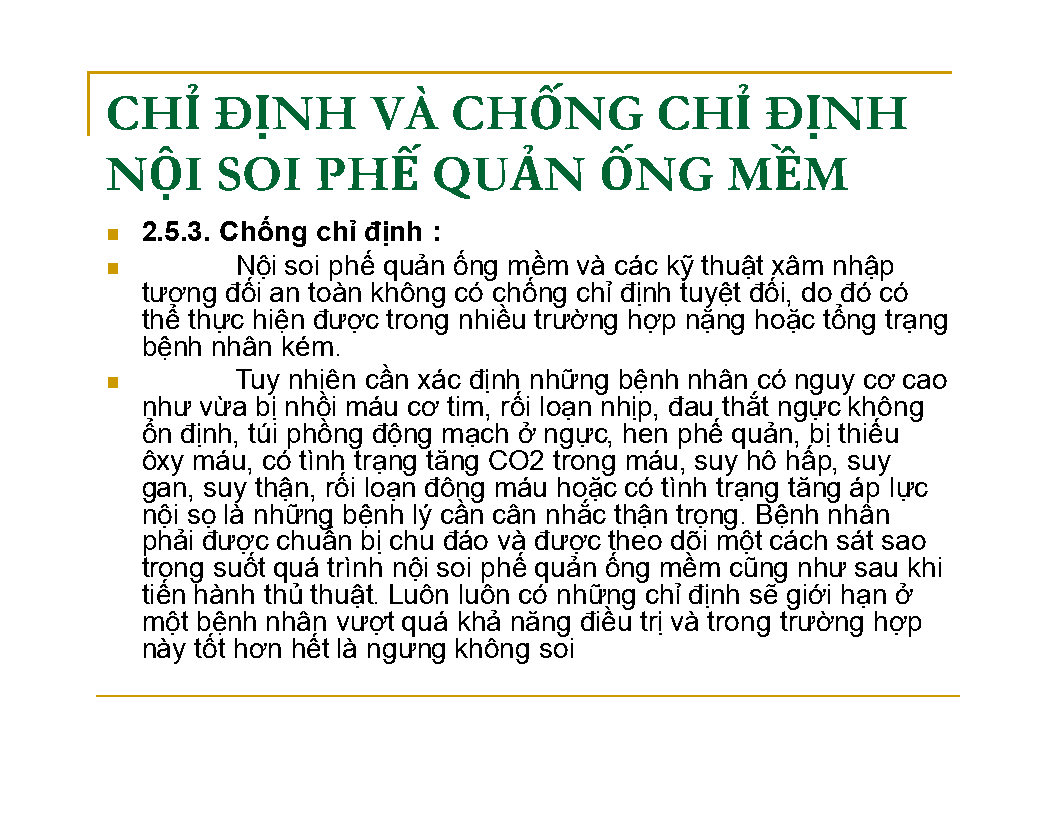 CHỈ ĐỊNH VÀ CHỐNG CHỈ ĐỊNH
NỘI SOI PHẾ QUẢN ỐNG MỀM
2.5.3. Chống chỉ định :
Nội soi phế quản ống mềm và các kỹ thuật xâm nhập
tương đối an toàn không có chống chỉ định tuyệt đối, do đó có
thể thực hiện được trong nhiều trường hợp nặng hoặc tổng trạng
bệnh nhân kém.
Tuy nhiên cần xác định những bệnh nhân có nguy cơ cao
như vừa bị nhồi máu cơ tim, rối loạn nhịp, đau thắt ngực không
ổn định, túi phồng động mạch ở ngực, hen phế quản, bị thiếu
ôxy máu, có tình trạng tăng CO2 trong máu, suy hô hấp, suy
gan, suy thận, rối loạn đông máu hoặc có tình trạng tăng áp lực
nội sọ là những bệnh lý cần cân nhắc thận trọng. Bệnh nhân
phải được chuẩn bị chu đáo và được theo dõi một cách sát sao
trong suốt quá trình nội soi phế quản ống mềm cũng như sau khi
tiến hành thủ thuật. Luôn luôn có những chỉ định sẽ giới hạn ở
một bệnh nhân vượt quá khả năng điều trị và trong trường hợp
này tốt hơn hết là ngưng không soi